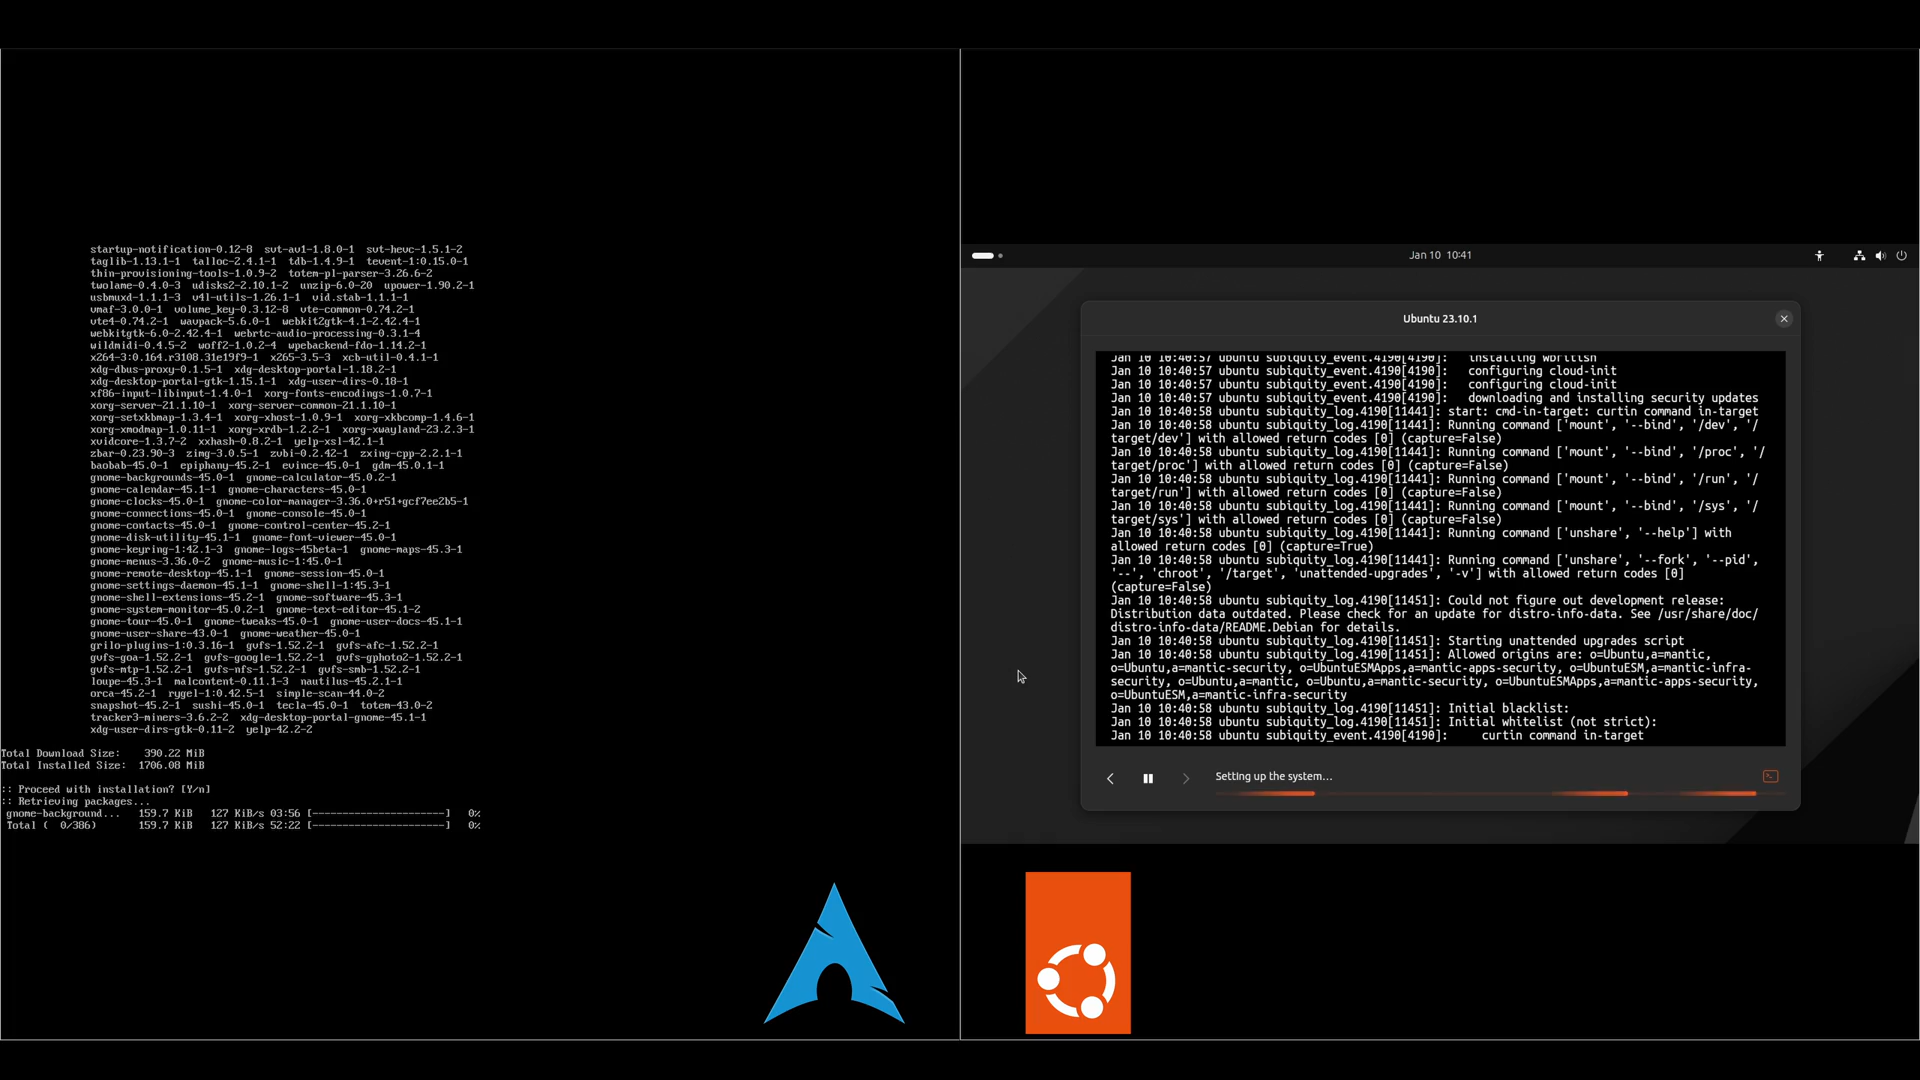 startup-notification-0.12-8  svt-av1-1.8.0-1  svt-hevc-1.5.1-2
taglib-1.13.1-1  talloc-2.4.1-1  tdb-1.4.9-1  tevent-1:0.15.0-1
thin-provisioning-tools-1.0.9-2  totem-pl-parser-3.26.6-2
twolame-0.4.0-3  udisks2-2.10.1-2  unzip-6.0-20  upower-1.90.2-1
usbmuxd-1.1.1-3  v4l-utils-1.26.1-1  vid.stab-1.1.1-1
vmaf-3.0.0-1  volume_key-0.3.12-8  vte-common-0.74.2-1
vte4-0.74.2-1  wavpack-5.6.0-1  webkit2gtk-4.1-2.42.4-1
webkitgtk-6.0-2.42.4-1  webrtc-audio-processing-0.3.1-4
wildmidi-0.4.5-2  woff2-1.0.2-4  wpebackend-fdo-1.14.2-1
x264-3:0.164.r3108.31e19f9-1  x265-3.5-3  xcb-util-0.4.1-1
xdg-dbus-proxy-0.1.5-1  xdg-desktop-portal-1.18.2-1
xdg-desktop-portal-gtk-1.15.1-1  xdg-user-dirs-0.18-1
xf86-input-libinput-1.4.0-1  xorg-fonts-encodings-1.0.7-1
xorg-server-21.1.10-1  xorg-server-common-21.1.10-1
xorg-setxkbmap-1.3.4-1  xorg-xhost-1.0.9-1  xorg-xkbcomp-1.4.6-1
xorg-xmodmap-1.0.11-1  xorg-xrdb-1.2.2-1  xorg-xwayland-23.2.3-1
xvidcore-1.3.7-2  xxhash-0.8.2-1  yelp-xsl-42.1-1
zbar-0.23.90-3  zimg-3.0.5-1  zvbi-0.2.42-1  zxing-cpp-2.2.1-1
baobab-45.0-1  epiphany-45.2-1  evince-45.0-1  gdm-45.0.1-1
gnome-backgrounds-45.0-1  gnome-calculator-45.0.2-1
gnome-calendar-45.1-1  gnome-characters-45.0-1
gnome-clocks-45.0-1  gnome-color-manager-3.36.0+r51+gcf7ee2b5-1
gnome-connections-45.0-1  gnome-console-45.0-1
gnome-contacts-45.0-1  gnome-control-center-45.2-1
gnome-disk-utility-45.1-1  gnome-font-viewer-45.0-1
gnome-keyring-1:42.1-3  gnome-logs-45beta-1  gnome-maps-45.3-1
gnome-menus-3.36.0-2  gnome-music-1:45.0-1
gnome-remote-desktop-45.1-1  gnome-session-45.0-1
gnome-settings-daemon-45.1-1  gnome-shell-1:45.3-1
gnome-shell-extensions-45.2-1  gnome-software-45.3-1
gnome-system-monitor-45.0.2-1  gnome-text-editor-45.1-2
gnome-tour-45.0-1  gnome-tweaks-45.0-1  gnome-user-docs-45.1-1
gnome-user-share-43.0-1  gnome-weather-45.0-1
grilo-plugins-1:0.3.16-1  gvfs-1.52.2-1  gvfs-afc-1.52.2-1
gvfs-goa-1.52.2-1  gvfs-google-1.52.2-1  gvfs-gphoto2-1.52.2-1
gvfs-mtp-1.52.2-1  gvfs-nfs-1.52.2-1  gvfs-smb-1.52.2-1
loupe-45.3-1  malcontent-0.11.1-3  nautilus-45.2.1-1
orca-45.2-1  rygel-1:0.42.5-1  simple-scan-44.0-2
snapshot-45.2-1  sushi-45.0-1  tecla-45.0-1  totem-43.0-2
tracker3-miners-3.6.2-2  xdg-desktop-portal-gnome-45.1-1
xdg-user-dirs-gtk-0.11-2  yelp-42.2-2
Total Download Size:    390.22 MiB
Total Installed Size:  1706.08 MiB
:: Proceed with installation? [Y/n]
:: Retrieving packages...
gnome-background...   159.7 KiB   127 KiB/s 03:56 [----------------------]   0%
Total (  0/386)       159.7 KiB   127 KiB/s 52:22 [----------------------]   0%
Jan 10 10:41
Ubuntu 23.10.1
Jan 10 10:40:57 ubuntu subiquity_event.4190[4190]:   installing wbritish
Jan 10 10:40:57 ubuntu subiquity_event.4190[4190]:   configuring cloud-init
Jan 10 10:40:57 ubuntu subiquity_event.4190[4190]:   configuring cloud-init
Jan 10 10:40:57 ubuntu subiquity_event.4190[4190]:   downloading and installing security updates
Jan 10 10:40:58 ubuntu subiquity_log.4190[11441]: start: cmd-in-target: curtin command in-target
Jan 10 10:40:58 ubuntu subiquity_log.4190[11441]: Running command ['mount', '--bind', '/dev', '/
target/dev'] with allowed return codes [0] (capture=False)
Jan 10 10:40:58 ubuntu subiquity_log.4190[11441]: Running command ['mount', '--bind', '/proc', '/
target/proc'] with allowed return codes [0] (capture=False)
Jan 10 10:40:58 ubuntu subiquity_log.4190[11441]: Running command ['mount', '--bind', '/run', '/
target/run'] with allowed return codes [0] (capture=False)
Jan 10 10:40:58 ubuntu subiquity_log.4190[11441]: Running command ['mount', '--bind', '/sys', '/
target/sys'] with allowed return codes [0] (capture=False)
Jan 10 10:40:58 ubuntu subiquity_log.4190[11441]: Running command ['unshare', '--help'] with
allowed return codes [0] (capture=True)
Jan 10 10:40:58 ubuntu subiquity_log.4190[11441]: Running command ['unshare', '--fork', '--pid',
'--', 'chroot', '/target', 'unattended-upgrades', '-v'] with allowed return codes [0]
(capture=False)
Jan 10 10:40:58 ubuntu subiquity_log.4190[11451]: Could not figure out development release:
Distribution data outdated. Please check for an update for distro-info-data. See /usr/share/doc/
distro-info-data/README.Debian for details.
Jan 10 10:40:58 ubuntu subiquity_log.4190[11451]: Starting unattended upgrades script
Jan 10 10:40:58 ubuntu subiquity_log.4190[11451]: Allowed origins are: o=Ubuntu,a=mantic,
o=Ubuntu,a=mantic-security, o=UbuntuESMApps,a=mantic-apps-security, o=UbuntuESM,a=mantic-infra-
security, o=Ubuntu,a=mantic, o=Ubuntu,a=mantic-security, o=UbuntuESMApps,a=mantic-apps-security,
o=UbuntuESM,a=mantic-infra-security
Jan 10 10:40:58 ubuntu subiquity_log.4190[11451]: Initial blacklist:
Jan 10 10:40:58 ubuntu subiquity_log.4190[11451]: Initial whitelist (not strict):
Jan 10 10:40:58 ubuntu subiquity_event.4190[4190]:     curtin command in-target
Setting up the system...